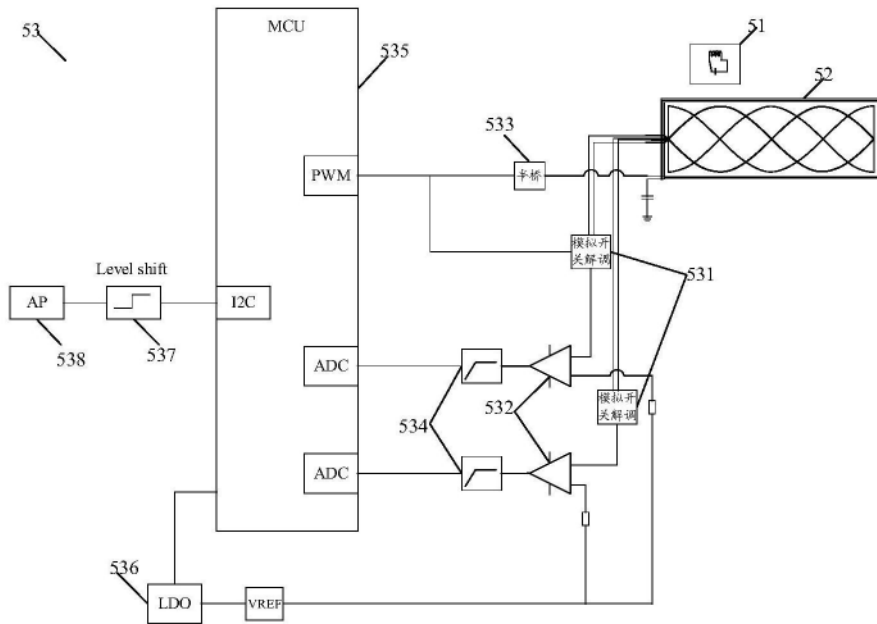 53
MCU
51
535
52
533
PWM
半桥
模拟开
关解调
Level shift
531
AP
I2C
538
537
ADC
532
模拟开
关解调
534
ADC
536
LDO
VREF